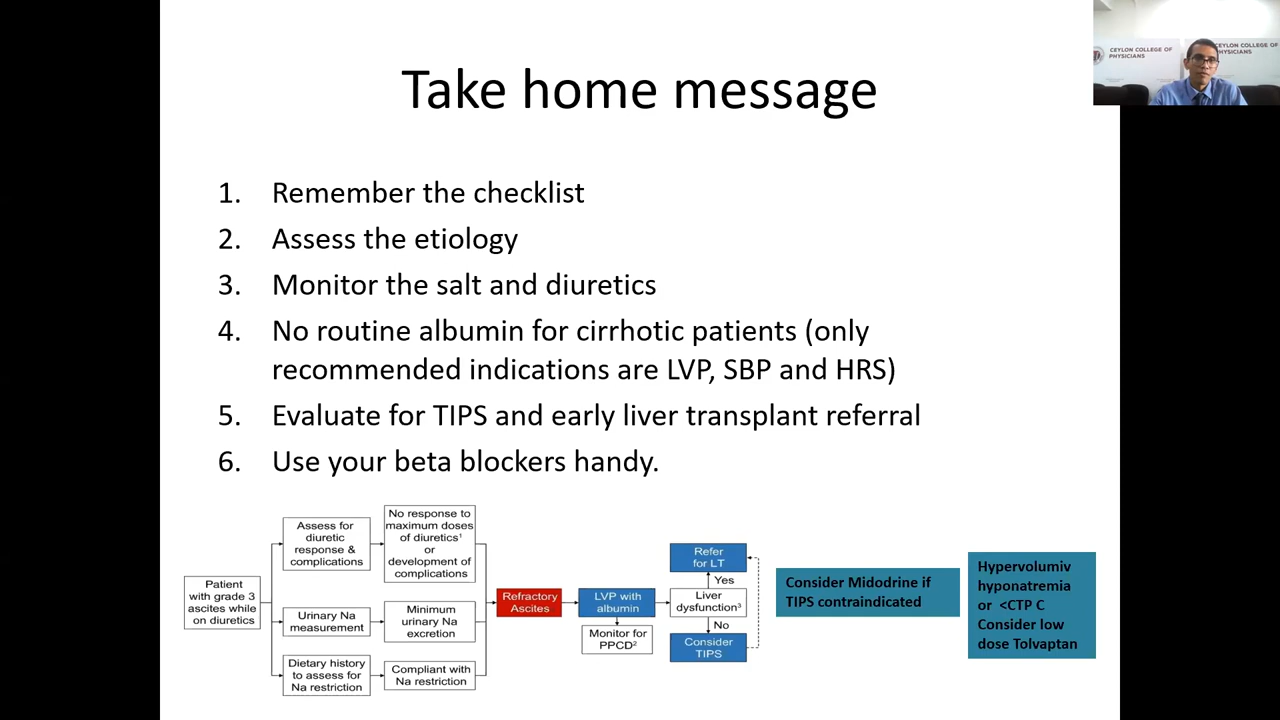 CEYLON COLLEGE OF
PHYSICIANS
CEYLON COLLEGE OF
PHYSICIANS
Take home message
1. Remember the checklist
2. Assess the etiology
3. Monitor the salt and diuretics
4. No routine albumin for cirrhotic patients (only
recommended indications are LVP, SBP and HRS)
5. Evaluate for TIPS and early liver transplant referral
6. Use your beta blockers handy.
Patient
with grade 3
ascites while
on diuretics
Assess for
diuretic
response &
complications
No response to
maximum doses
of diuretics¹
or
development of
complications
Urinary Na
measurement
Minimum
urinary Na
excretion
Dietary history
to assess for
Na restriction
Compliant with
Na restriction
Refractory
Ascites
LVP with
albumin
Monitor for
PPCD²
Refer
for LT
Yes
Liver
dysfunction³
No
Consider
TIPS
Consider Midodrine if
TIPS contraindicated
Hypervolumiv
hyponatremia
or <CTP C
Consider low
dose Tolvaptan